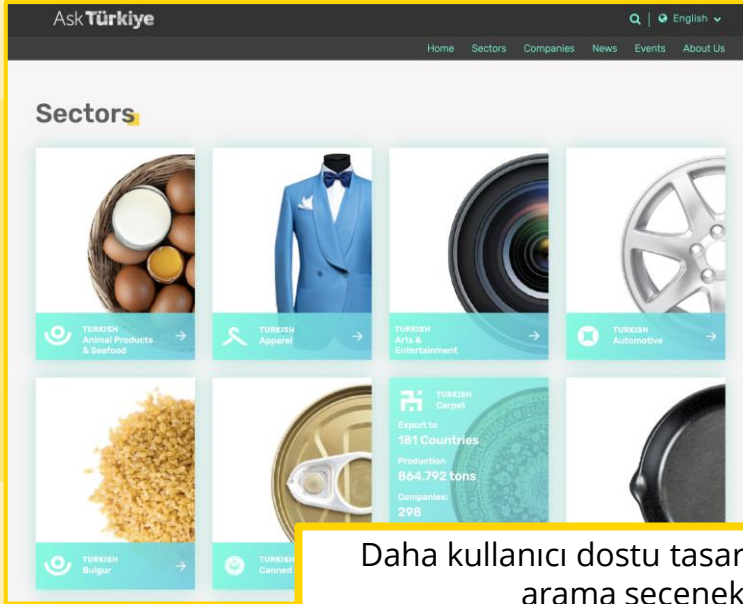 AskTürkiye
English
Home Sectors Companies News Events About Us
Sectors
TURKISH
Animal Products
& Seafood
TURKISH
Apparel
TURKISH
Arts &
Entertainment
TURKISH
Automotive
TURKISH
Bulgur
TURKISH
Canned
TURKISH
Carpet
Export to
181 Countries
Production
864.792 tons
Companies:
298
Daha kullanıcı dostu
arama